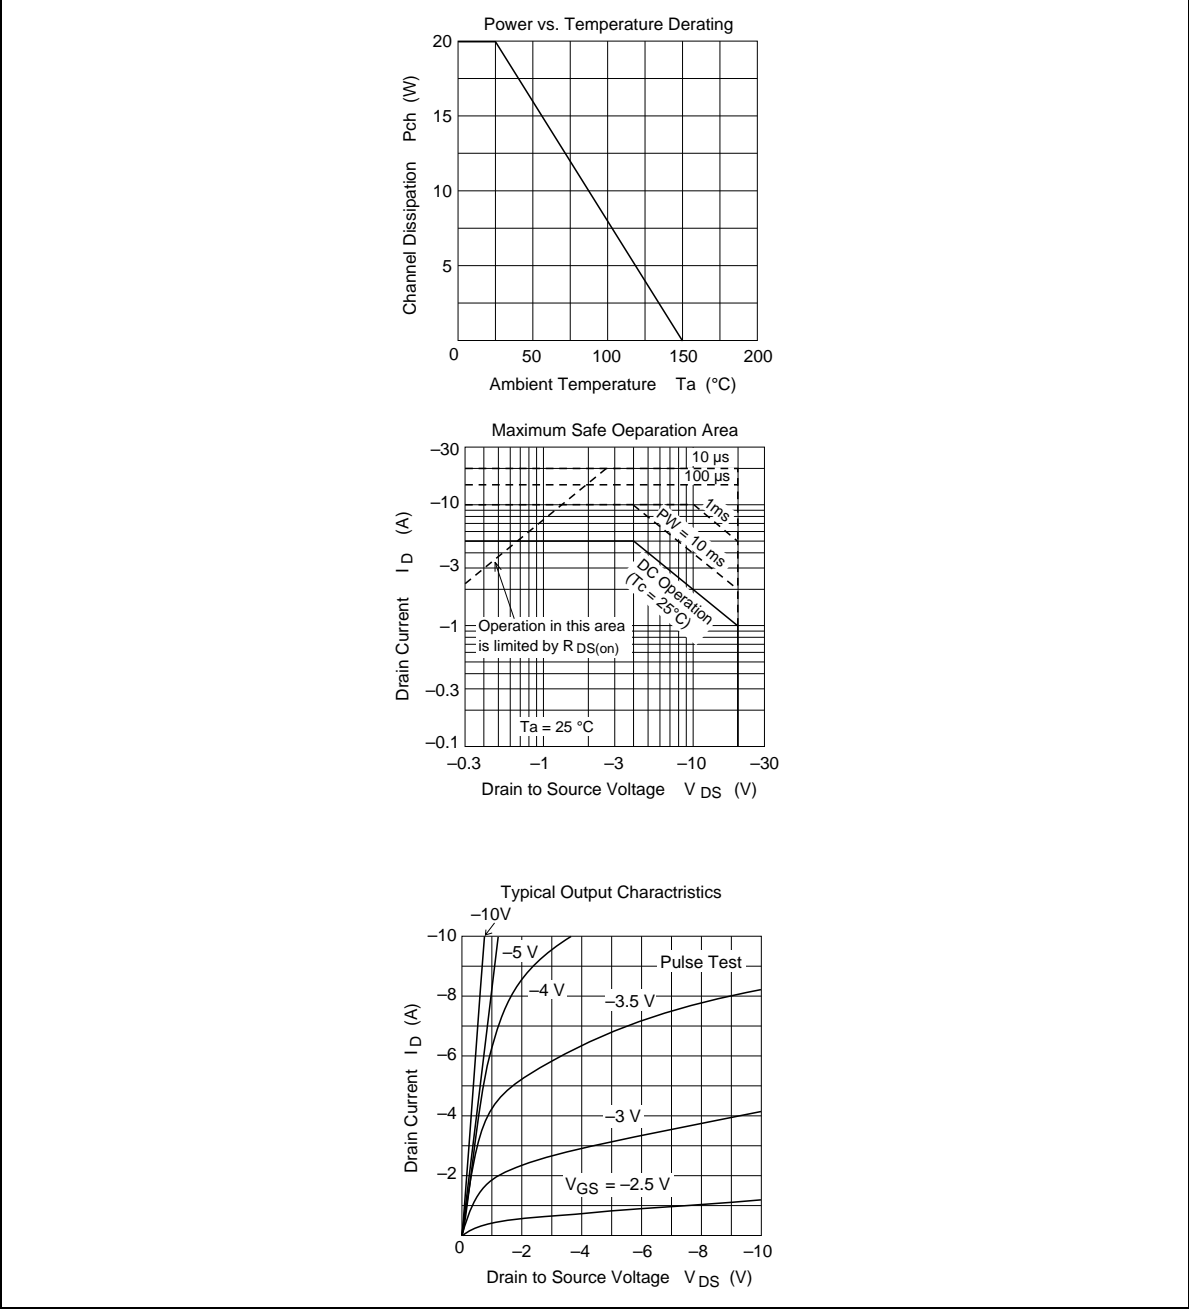 Power vs. Temperature Derating
20
15
10
5
0
50
100
150
200
Channel Dissipation Pch (W)
Ambient Temperature Ta (°C)
Maximum Safe Oeparation Area
–30
–10
–3
–1
–0.3
–0.1
Drain Current I D (A)
10 µs
100 µs
1ms
PW = 10 ms
DC Operation
(Tc = 25°C)
Operation in this area
is limited by R DS(on)
Ta = 25 °C
–0.3
–1
–3
–10
–30
Drain to Source Voltage V DS (V)
Typical Output Charactristics
–10V
–10
–8
–6
–4
–2
0
Drain Current I D (A)
–5 V
Pulse Test
–4 V
–3.5 V
–3 V
VGS = –2.5 V
–2
–4
–6
–8
–10
Drain to Source Voltage V DS (V)